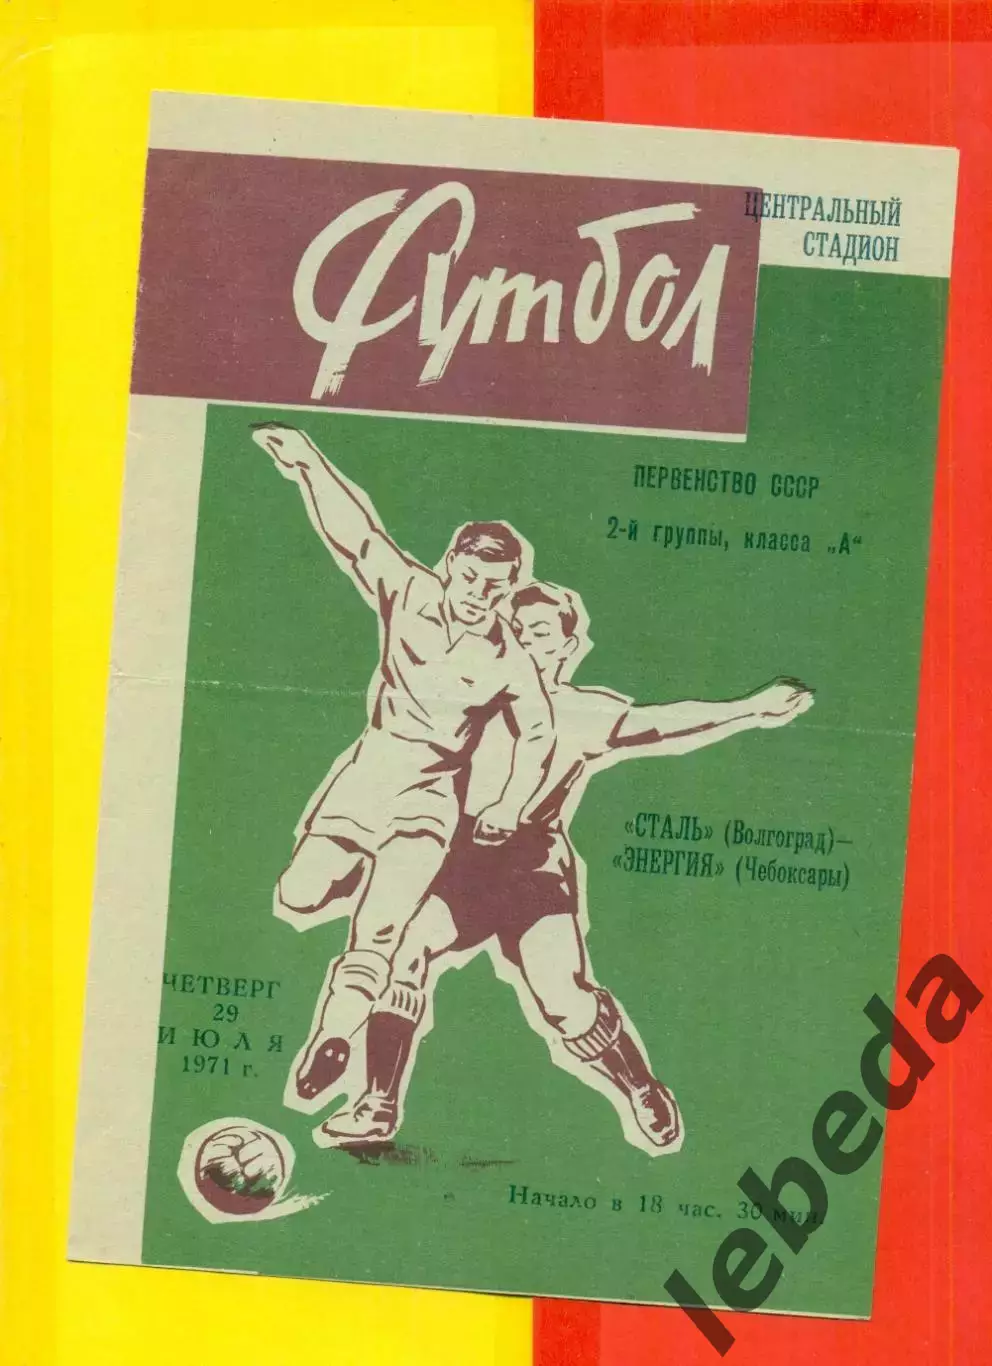 Футбол
ЦЕНТРАЛЬНЫЙ
СТАДИОН
ПЕРВЕНСТВО СССР
2-й группы, класса „А“
«СТАЛЬ» (Волгоград)—
«ЭНЕРГИЯ» (Чебоксары)
ЧЕТВЕРГ
29
ИЮЛЯ
1971 г.
Начало в 18 час. 30 мин.
lebeda